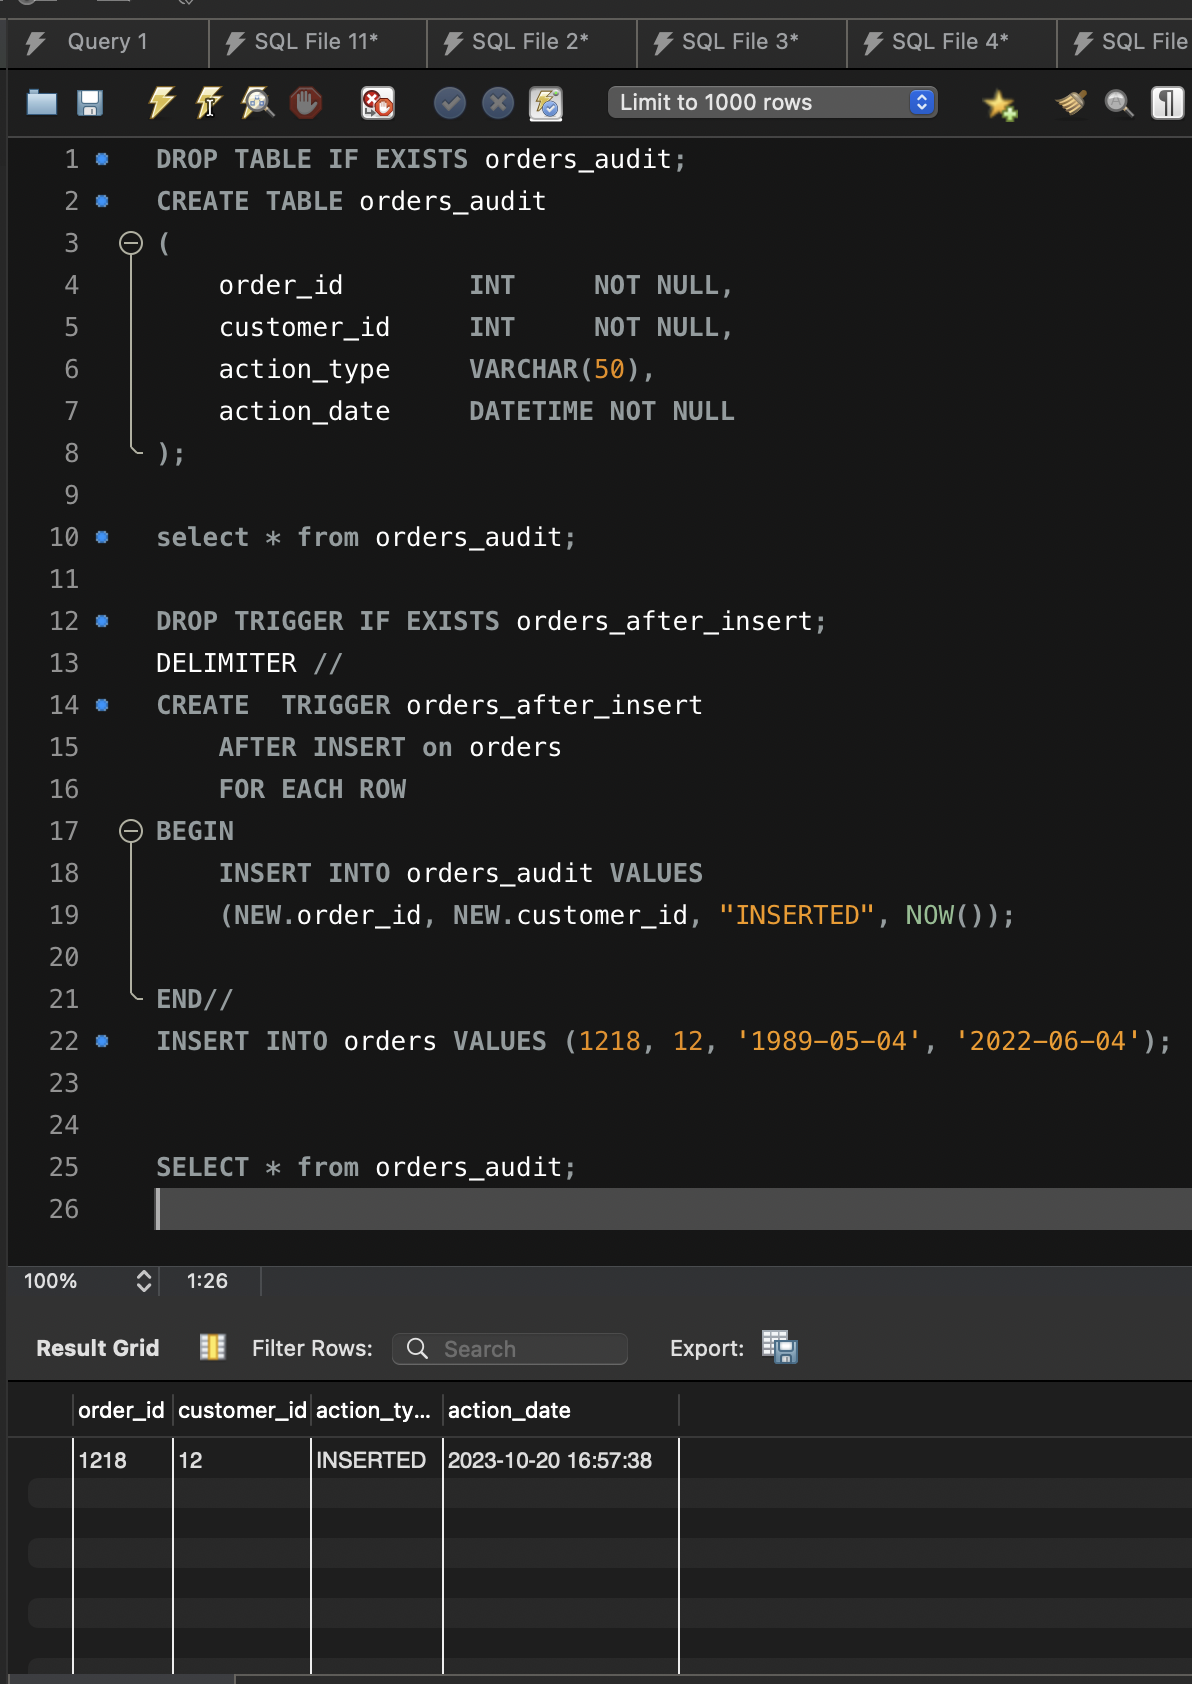 Query 1 SQL File 11* SQL File 2* SQL File 3* SQL File 4* SQL File
Limit to 1000 rows
1 DROP TABLE IF EXISTS orders_audit;
2 CREATE TABLE orders_audit
3 (
4 order_id INT NOT NULL,
5 customer_id INT NOT NULL,
6 action_type VARCHAR(50),
7 action_date DATETIME NOT NULL
8 );
9
10 select * from orders_audit;
11
12 DROP TRIGGER IF EXISTS orders_after_insert;
13 DELIMITER //
14 CREATE  TRIGGER orders_after_insert
15 AFTER INSERT on orders
16 FOR EACH ROW
17 BEGIN
18 INSERT INTO orders_audit VALUES
19 (NEW.order_id, NEW.customer_id, "INSERTED", NOW());
20
21 END//
22 INSERT INTO orders VALUES (1218, 12, '1989-05-04', '2022-06-04');
23
24
25 SELECT * from orders_audit;
26
100% 1:26
Result Grid Filter Rows: Search Export:
order_id customer_id action_ty... action_date
1218 12 INSERTED 2023-10-20 16:57:38